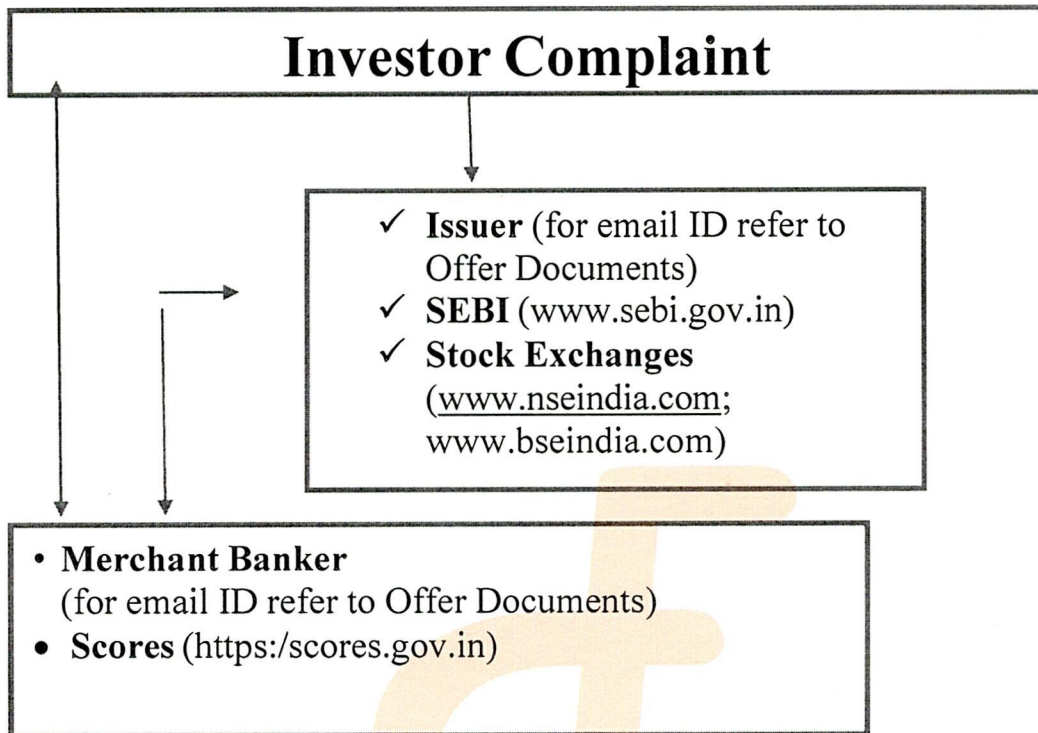 Investor Complaint
✓ Issuer (for email ID refer to
Offer Documents)
✓ SEBI (www.sebi.gov.in)
✓ Stock Exchanges
(www.nseindia.com;
www.bseindia.com)
• Merchant Banker
(for email ID refer to Offer Documents)
• Scores (https:/scores.gov.in)